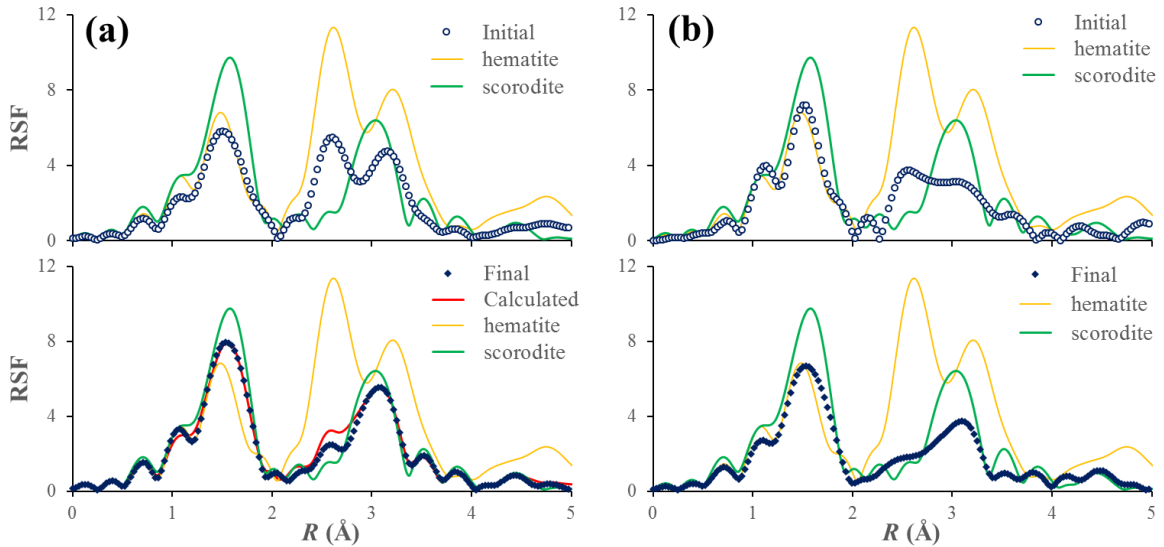 (a)
RSF
12
8
4
0
Initial
hematite
scorodite
(b)
12
8
4
0
Initial
hematite
scorodite
RSF
12
8
4
0
Final
Calculated
hematite
scorodite
0 1 2 3 4 5
R (Å)
12
8
4
0
Final
hematite
scorodite
0 1 2 3 4 5
R (Å)